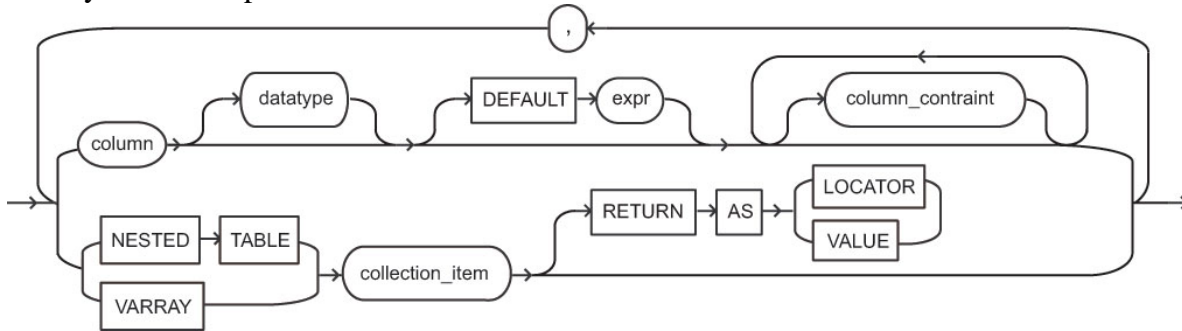 ,
datatype
DEFAULT expr
column_contraint
column
LOCATOR
RETURN AS
VALUE
NESTED TABLE
collection_item
VARRAY